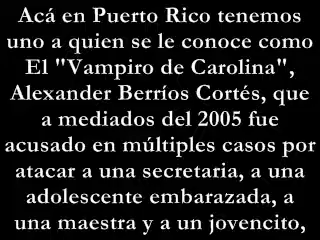 Acá en Puerto Rico tenemos
uno a quien se le conoce como
El "Vampiro de Carolina",
Alexander Berríos Cortés, que
a mediados del 2005 fue
acusado en múltiples casos por
atacar a una secretaria, a una
adolescente embarazada, a
una maestra y a un jovencito,